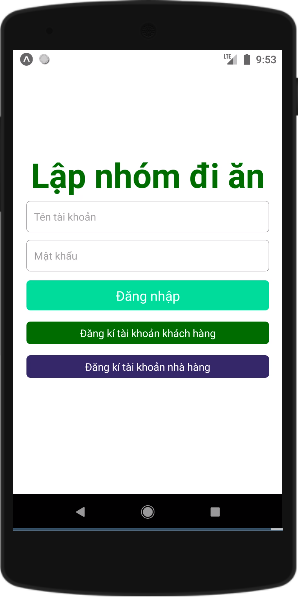 LTE 9:53
Lập nhóm đi ăn
Tên tài khoản
Mật khẩu
Đăng nhập
Đăng kí tài khoản khách hàng
Đăng kí tài khoản nhà hàng